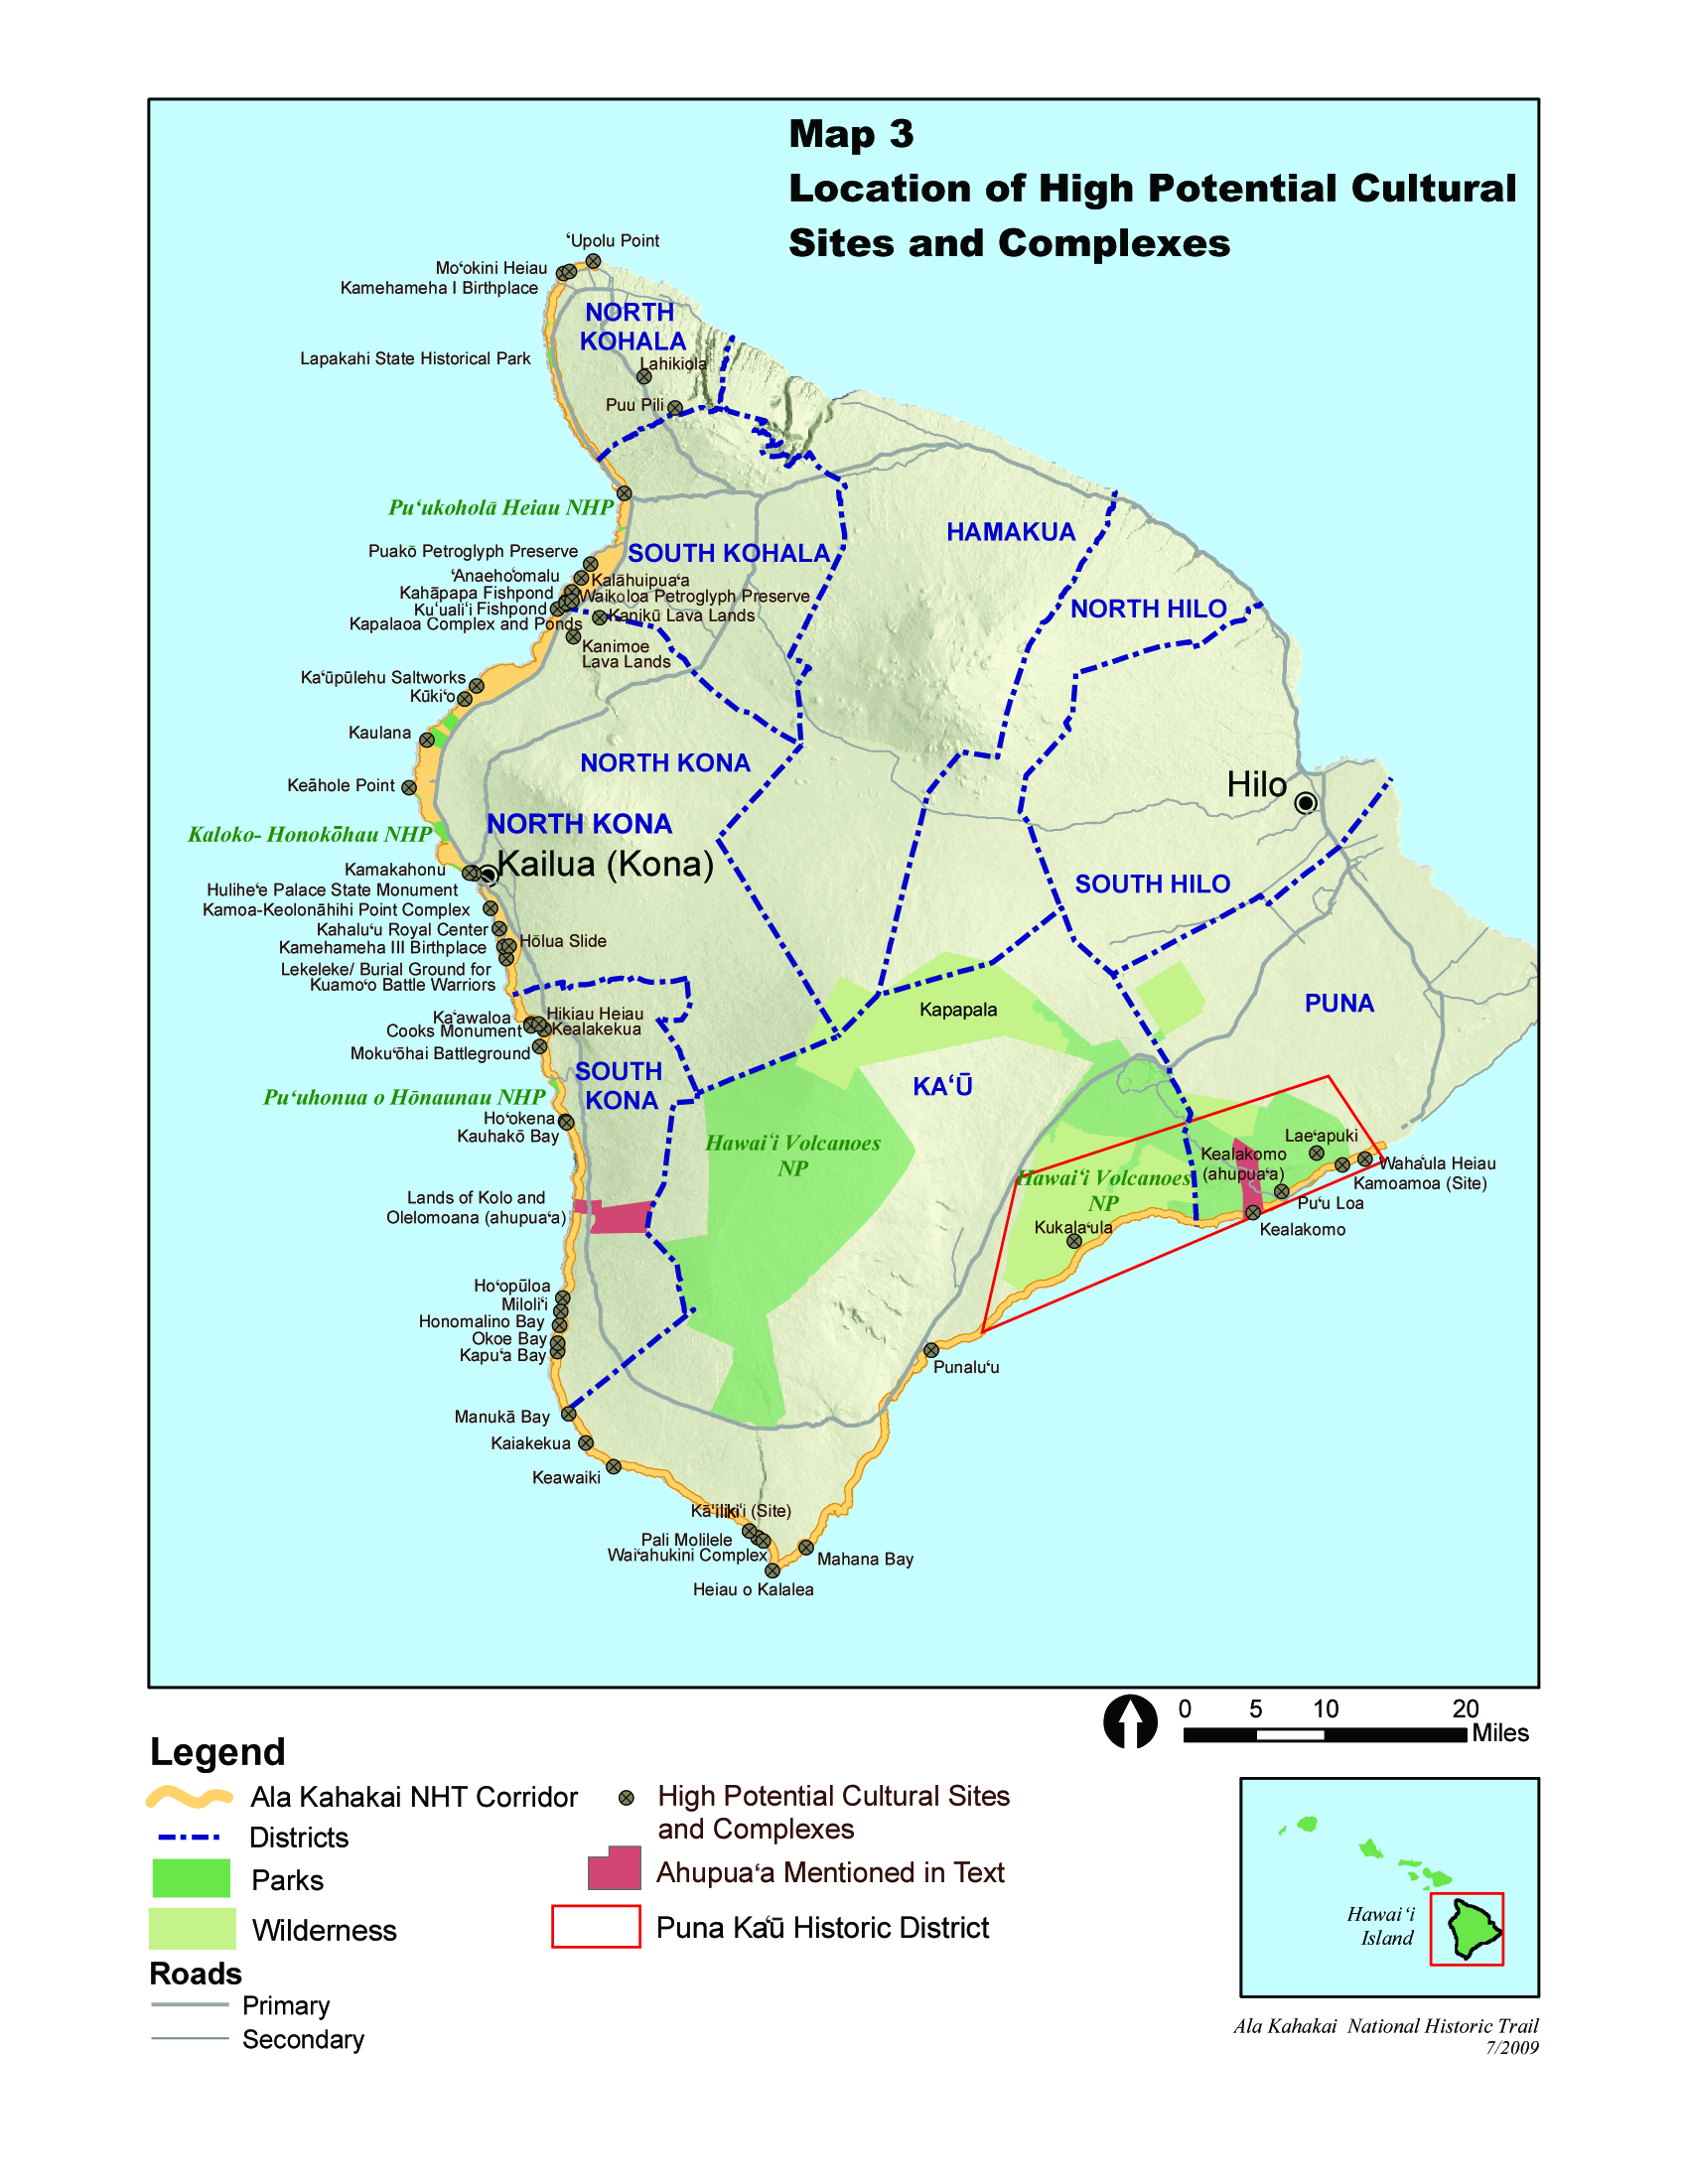 Map 3
Location of High Potential Cultural
Sites and Complexes
ʻUpolu Point
Moʻokini Heiau
Kamehameha I Birthplace
NORTH
KOHALA
Lapakahi State Historical Park
Lahikiola
Puu Pili
Puʻukoholā Heiau NHP
HAMAKUA
Puakō Petroglyph Preserve
SOUTH KOHALA
ʻAnaehoʻomalu
Kalāhuipuaʻa
Kahāpapa Fishpond
Waikoloa Petroglyph Preserve
Kuʻualiʻi Fishpond
NORTH HILO
Kanikū Lava Lands
Kapalaoa Complex and Ponds
Kanimoe
Lava Lands
Kaʻūpūlehu Saltworks
Kūkiʻo
Kaulana
NORTH KONA
Keāhole Point
Hilo
Kaloko- Honokōhau NHP
NORTH KONA
Kailua (Kona)
Kamakahonu
SOUTH HILO
Huliheʻe Palace State Monument
Kamoa-Keolonāhihi Point Complex
Kahaluʻu Royal Center
Hōlua Slide
Kamehameha III Birthplace
Lekeleke/ Burial Ground for
Kuamoʻo Battle Warriors
PUNA
Kapapala
Hikiau Heiau
Kaʻawaloa
Kealakekua
Cooks Monument
Mokuʻōhai Battleground
SOUTH
KONA
KAʻŪ
Puʻuhonua o Hōnaunau NHP
Hoʻokena
Kauhakō Bay
Hawaiʻi Volcanoes
NP
Laeʻapuki
Kealakomo
(ahupuaʻa)
Wahaʻula Heiau
Kamoamoa (Site)
Hawaiʻi Volcanoes
NP
Puʻu Loa
Lands of Kolo and
Olelomoana (ahupuaʻa)
Kukalaʻula
Kealakomo
Hoʻopūloa
Miloliʻi
Honomalino Bay
Okoe Bay
Kapuʻa Bay
Punaluʻu
Manukā Bay
Kaiakekua
Keawaiki
Kāʻilikiʻi (Site)
Pali Molilele
Waiʻahukini Complex
Mahana Bay
Heiau o Kalalea
0 5 10 20
Miles
Legend
Ala Kahakai NHT Corridor
Districts
Parks
Wilderness
Roads
Primary
Secondary
High Potential Cultural Sites
and Complexes
Ahupuaʻa Mentioned in Text
Puna Kaʻū Historic District
Hawaiʻi
Island
Ala Kahakai National Historic Trail
7/2009